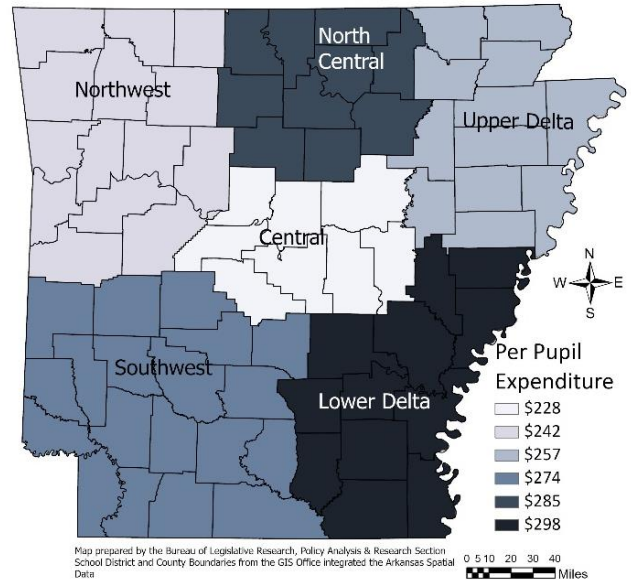 North
Central
Northwest
Upper Delta
Central
N
W E
S
Southwest
Lower Delta
Per Pupil
Expenditure
$228
$242
$257
$274
$285
$298
Map prepared by the Bureau of Legislative Research, Policy Analysis & Research Section
School District and County Boundaries from the GIS Office integrated the Arkansas Spatial
Data
0 5 10 20 30 40
Miles